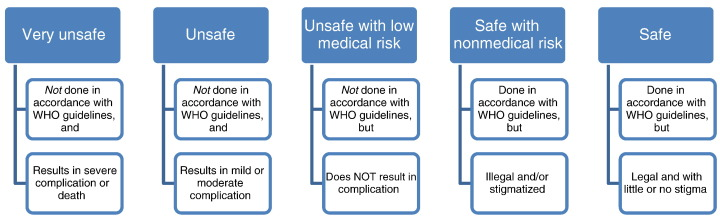 Very unsafe
Not done in
accordance with
WHO guidelines,
and
Results in severe
complication or
death
Unsafe
Not done in
accordance with
WHO guidelines,
and
Results in mild or
moderate
complication
Unsafe with low
medical risk
Not done in
accordance with
WHO guidelines,
but
Does NOT result in
complication
Safe with
nonmedical risk
Done in
accordance with
WHO guidelines,
but
Illegal and/or
stigmatized
Safe
Done in
accordance with
WHO guidelines,
but
Legal and with
little or no stigma